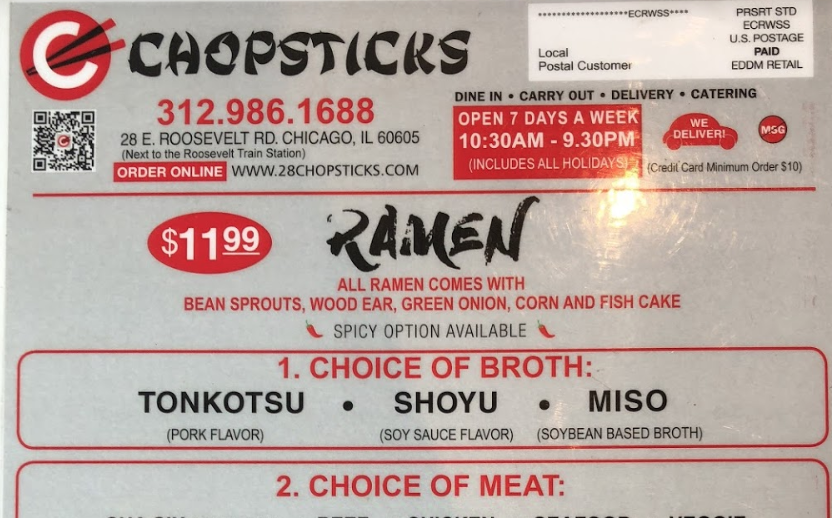 ********************ECRWSS****
Local
Postal Customer
PRSRT STD
ECRWSS
U.S. POSTAGE
PAID
EDDM RETAIL
C CHOPSTICKS
312.986.1688
28 E. ROOSEVELT RD. CHICAGO, IL 60605
(Next to the Roosevelt Train Station)
ORDER ONLINE WWW.28CHOPSTICKS.COM
DINE IN • CARRY OUT • DELIVERY • CATERING
OPEN 7 DAYS A WEEK
10:30AM - 9.30PM
(INCLUDES ALL HOLIDAYS)
WE
DELIVER!
MSG
(Credit Card Minimum Order $10)
$11.99 RAMEN
ALL RAMEN COMES WITH
BEAN SPROUTS, WOOD EAR, GREEN ONION, CORN AND FISH CAKE
SPICY OPTION AVAILABLE
1. CHOICE OF BROTH:
TONKOTSU • SHOYU • MISO
(PORK FLAVOR) (SOY SAUCE FLAVOR) (SOYBEAN BASED BROTH)
2. CHOICE OF MEAT: